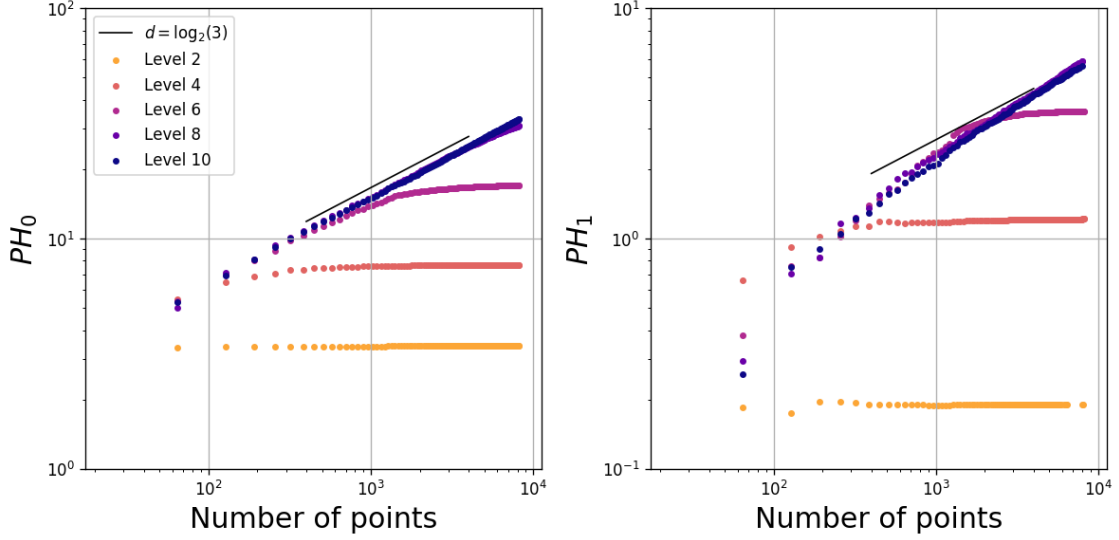 10²
10¹
10⁰
PH₀
d = log₂(3)
Level 2
Level 4
Level 6
Level 8
Level 10
10²
10³
10⁴
Number of points
10¹
10⁰
10⁻¹
PH₁
10²
10³
10⁴
Number of points